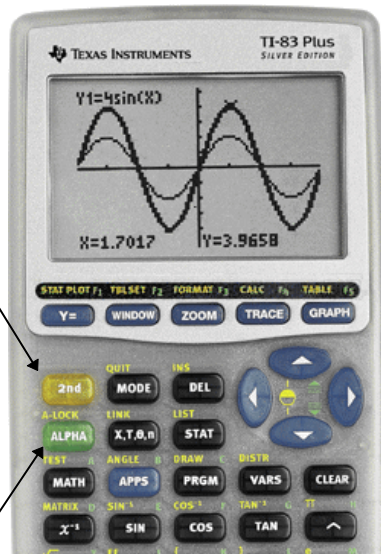 TEXAS INSTRUMENTS
TI-83 Plus
SILVER EDITION
Y1=4sin(X)
X=1.7017 Y=3.9658
STAT PLOT F1 TBLSET F2 FORMAT F3 CALC F4 TABLE F5
Y= WINDOW ZOOM TRACE GRAPH
QUIT INS
2nd MODE DEL
A-LOCK LINK LIST
ALPHA X,T,Θ,n STAT
TEST A ANGLE B DRAW C DISTR
MATH APPS PRGM VARS CLEAR
MATRIX D SIN⁻¹ E COS⁻¹ F TAN⁻¹ G π H
x⁻¹ SIN COS TAN ^